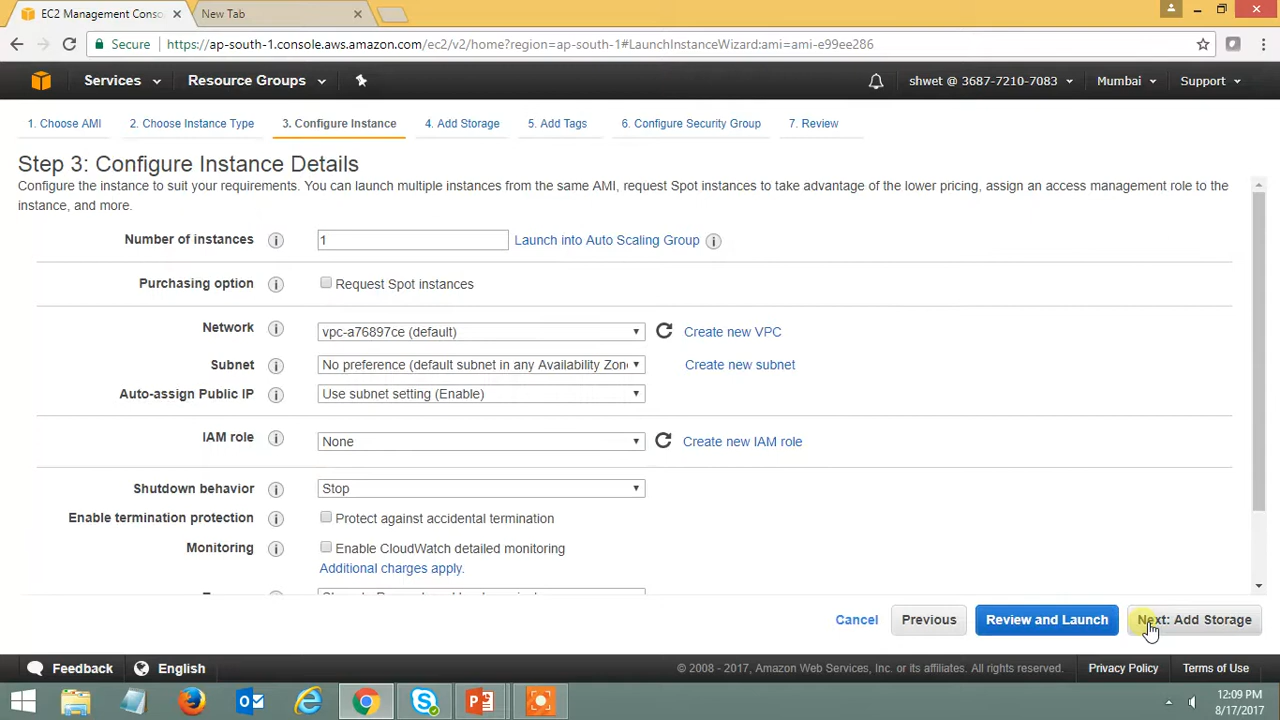 EC2 Management Conso
New Tab
Secure
https://ap-south-1.console.aws.amazon.com/ec2/v2/home?region=ap-south-1#LaunchInstanceWizard:ami=ami-e99ee286
Services
Resource Groups
shwet @ 3687-7210-7083
Mumbai
Support
1. Choose AMI
2. Choose Instance Type
3. Configure Instance
4. Add Storage
5. Add Tags
6. Configure Security Group
7. Review
Step 3: Configure Instance Details
Configure the instance to suit your requirements. You can launch multiple instances from the same AMI, request Spot instances to take advantage of the lower pricing, assign an access management role to the
instance, and more.
Number of instances
1
Launch into Auto Scaling Group
Purchasing option
Request Spot instances
Network
vpc-a76897ce (default)
Create new VPC
Subnet
No preference (default subnet in any Availability Zon
Create new subnet
Auto-assign Public IP
Use subnet setting (Enable)
IAM role
None
Create new IAM role
Shutdown behavior
Stop
Enable termination protection
Protect against accidental termination
Monitoring
Enable CloudWatch detailed monitoring
Additional charges apply.
Cancel
Previous
Review and Launch
Next: Add Storage
Feedback
English
© 2008 - 2017, Amazon Web Services, Inc. or its affiliates. All rights reserved.
Privacy Policy
Terms of Use
12:09 PM
8/17/2017